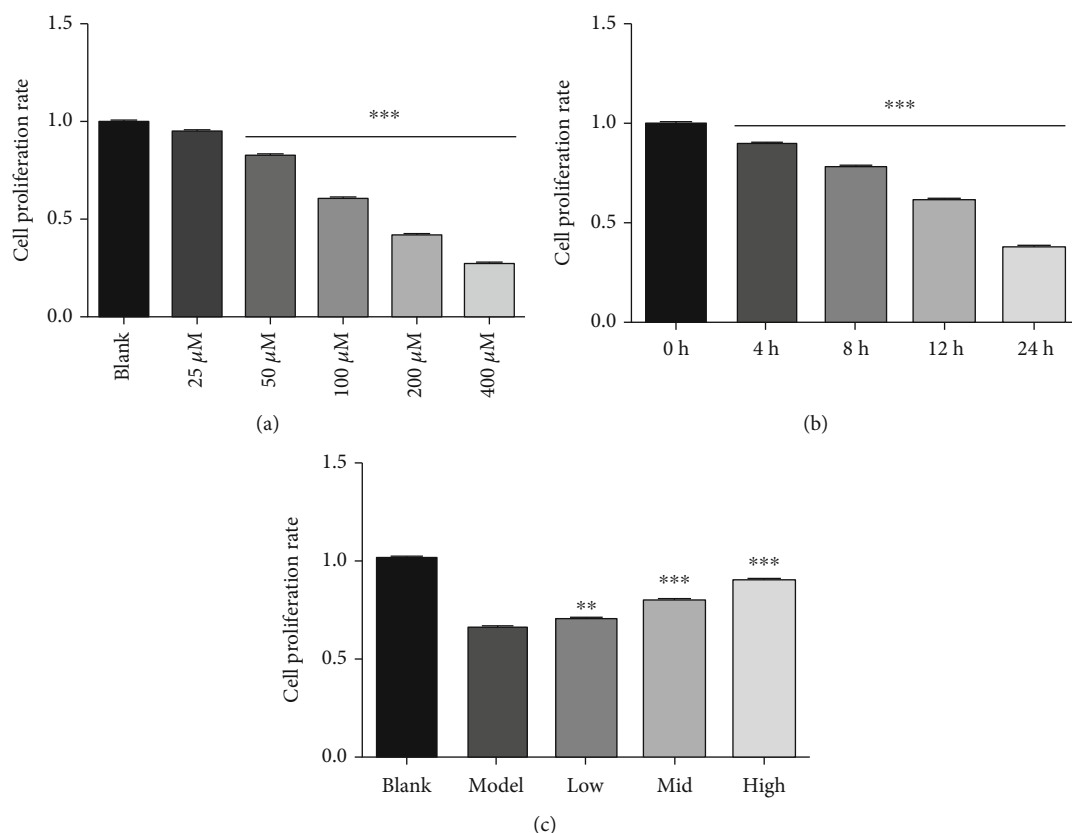 1.5
1.0
0.5
0.0
Cell proliferation rate
***
Blank
25 μM
50 μM
100 μM
200 μM
400 μM
(a)
1.5
1.0
0.5
0.0
Cell proliferation rate
***
0 h 4 h 8 h 12 h 24 h
(b)
1.5
1.0
0.5
0.0
Cell proliferation rate
** *** ***
Blank Model Low Mid High
(c)